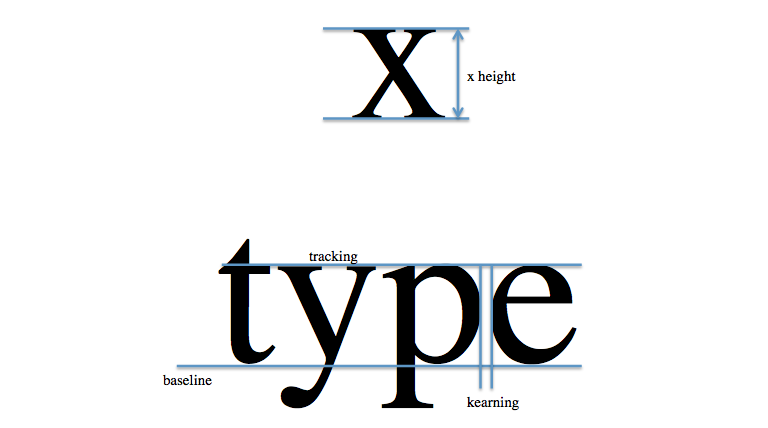 x
x height
tracking
type
baseline
kearning